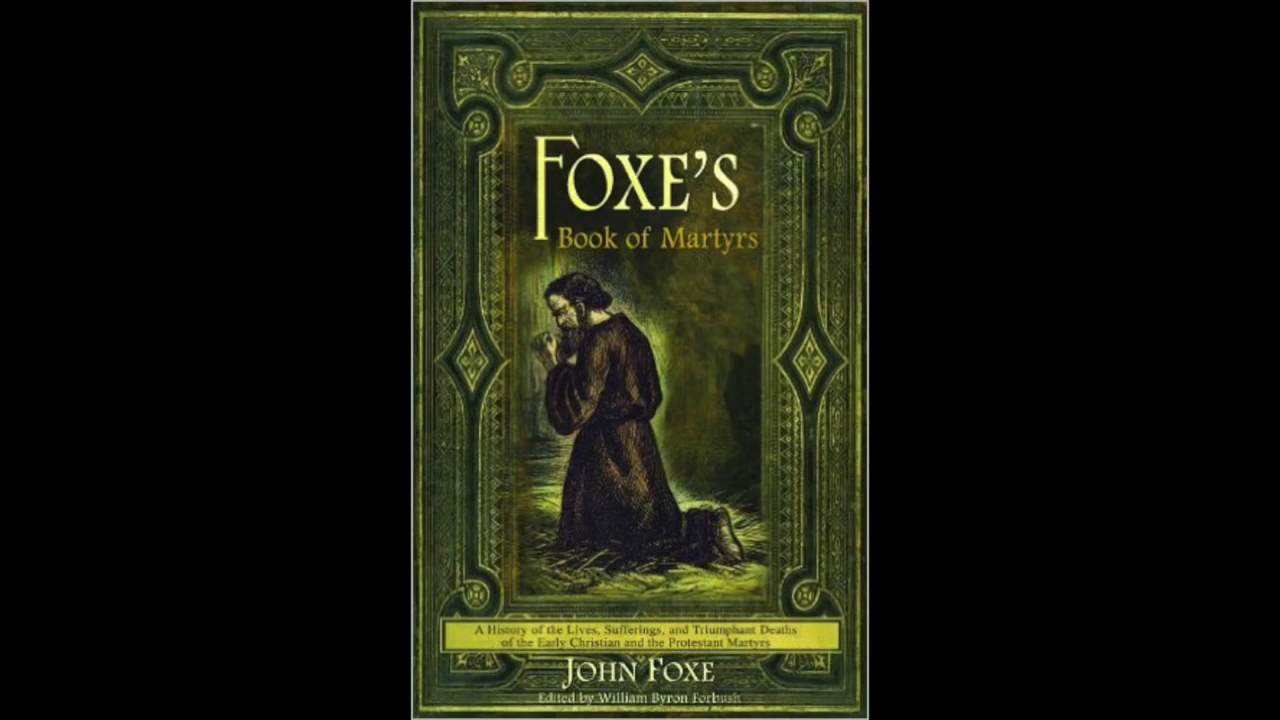 FOXE'S
Book of Martyrs
A History of the Lives, Sufferings, and Triumphant Deaths
of the Early Christian and the Protestant Martyrs
JOHN FOXE
Edited by William Byron Forbush